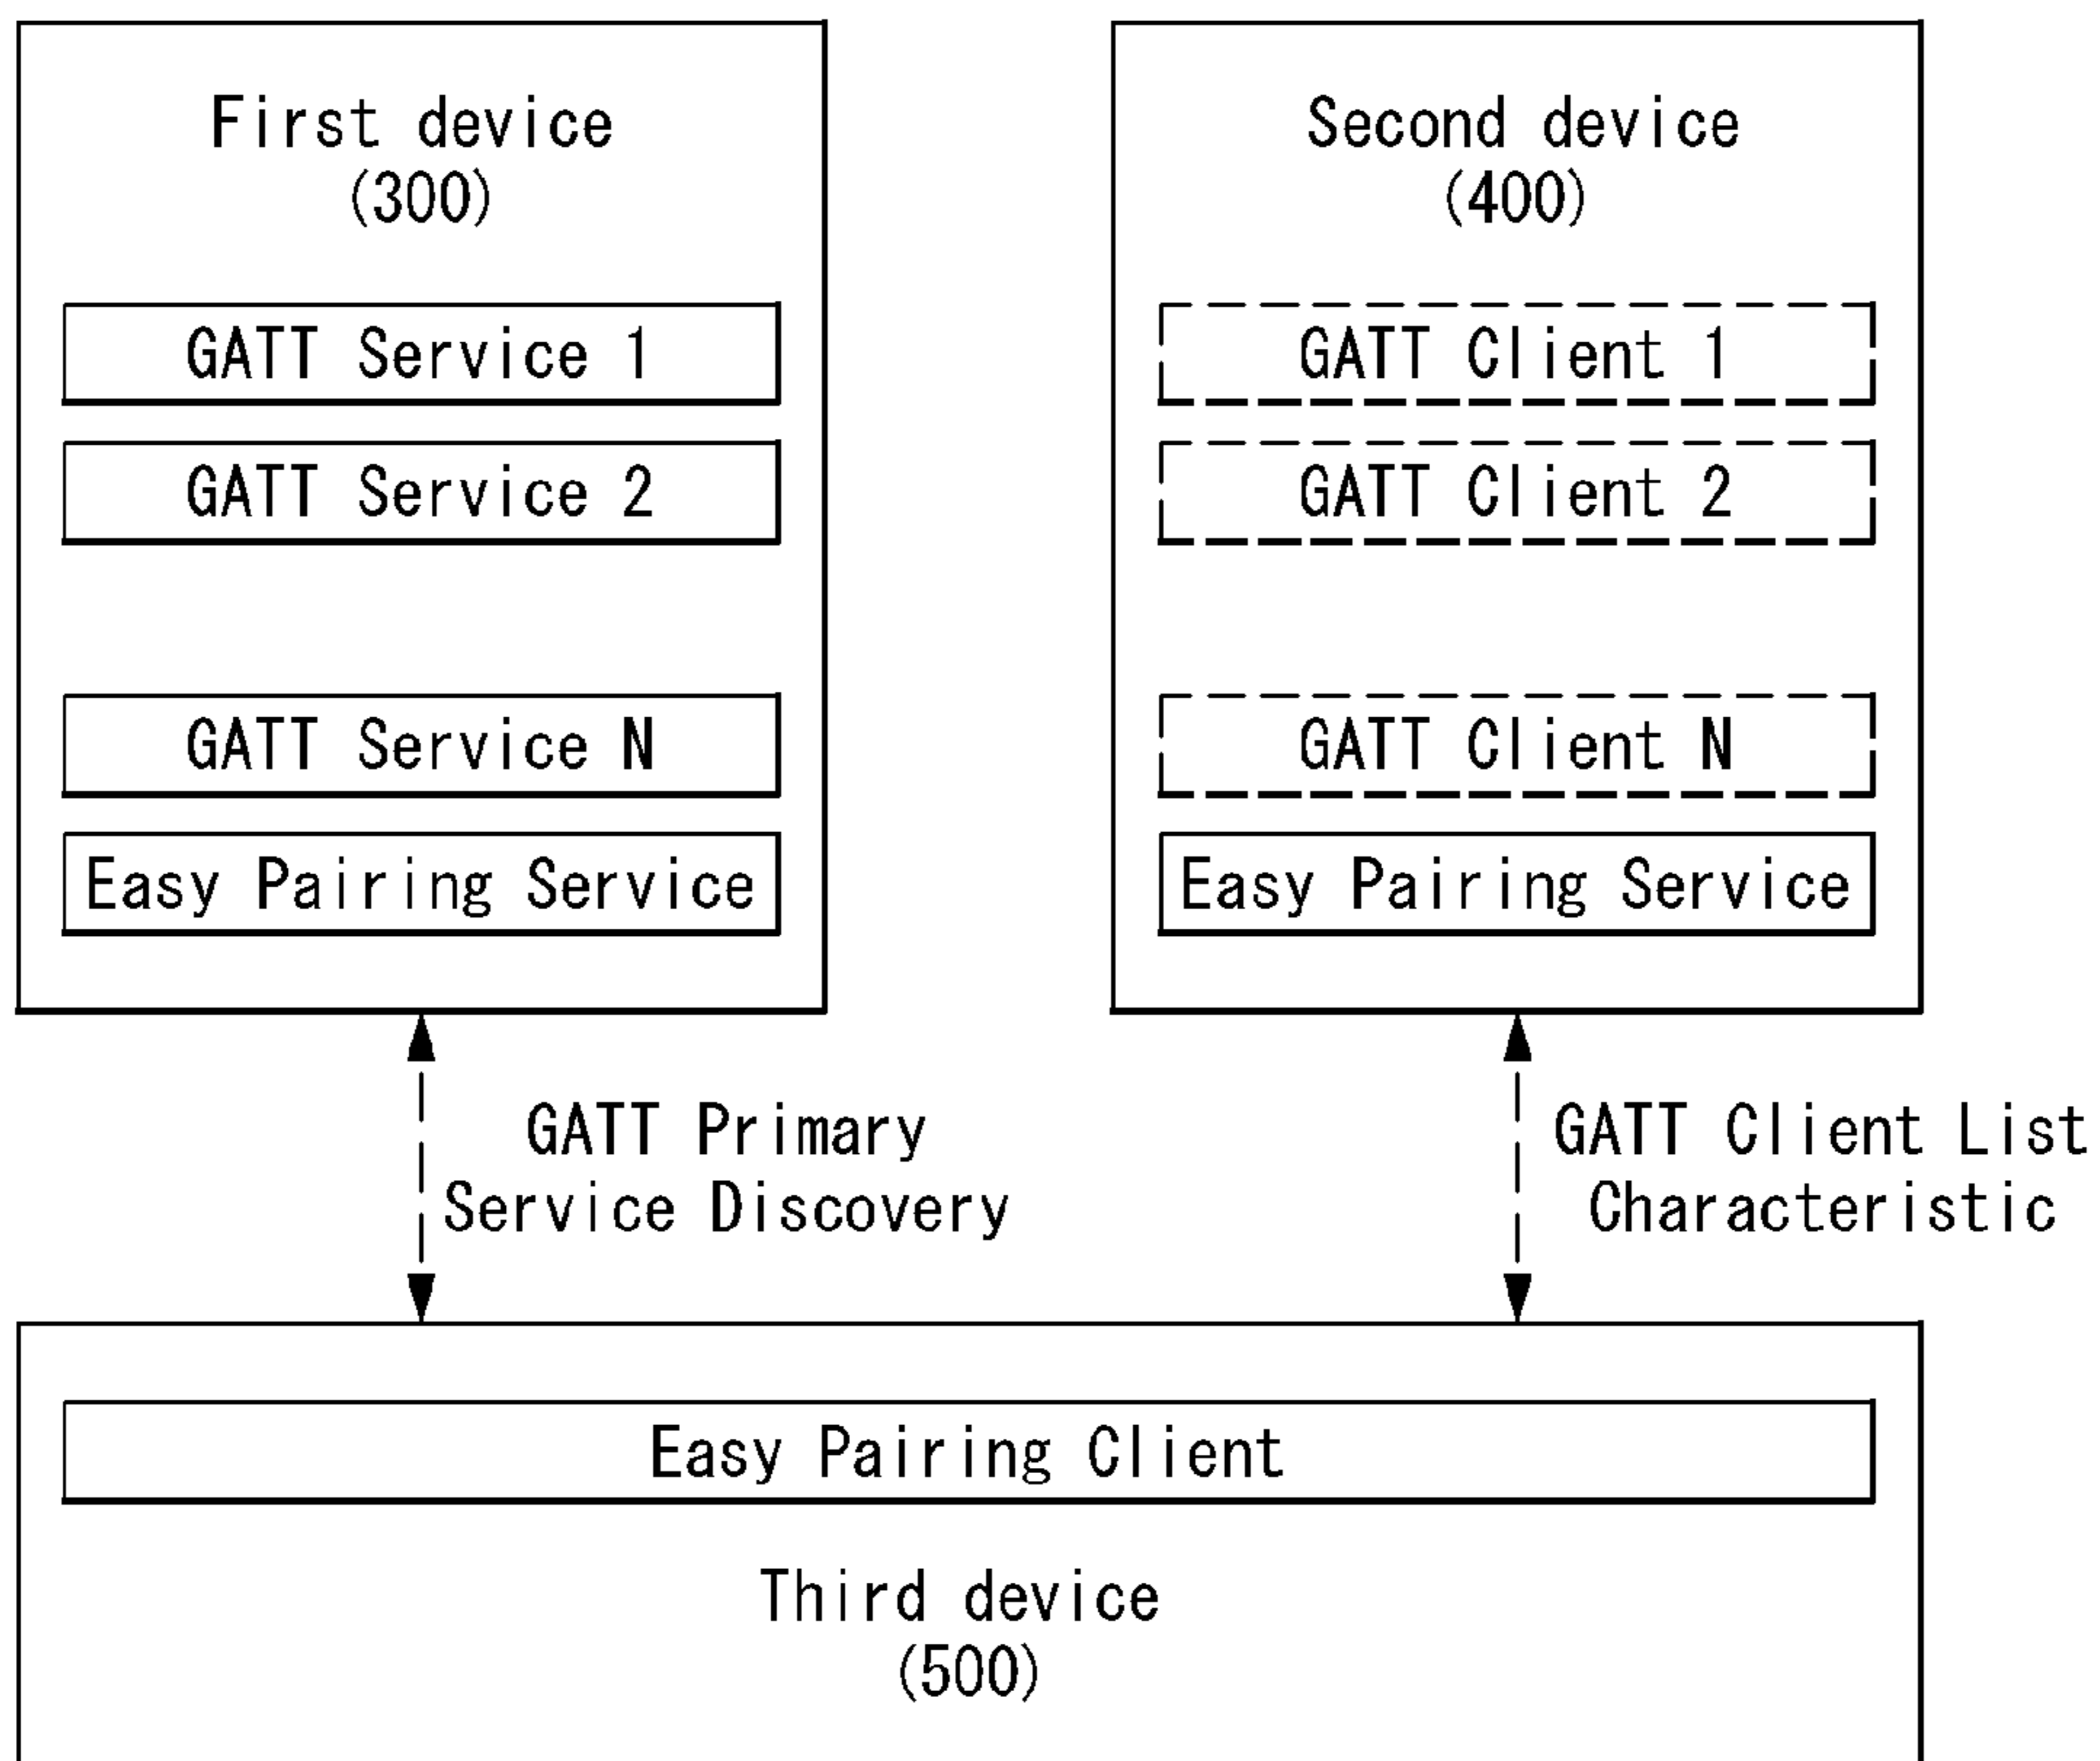 First device
(300)
GATT Service 1
GATT Service 2
GATT Service N
Easy Pairing Service
Second device
(400)
GATT Client 1
GATT Client 2
GATT Client N
Easy Pairing Service
GATT Primary
Service Discovery
GATT Client List
Characteristic
Easy Pairing Client
Third device
(500)